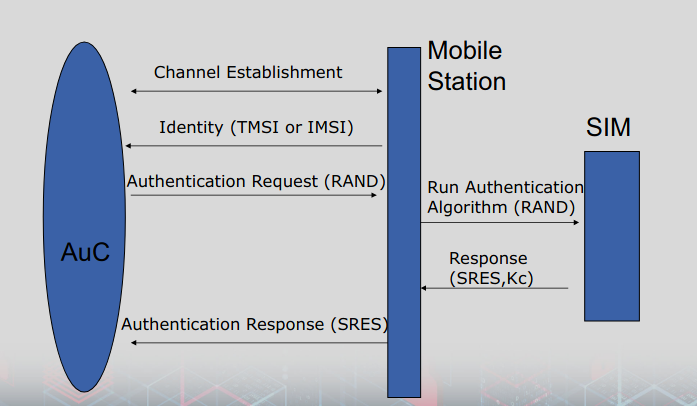 Mobile
Station
Channel Establishment
SIM
Identity (TMSI or IMSI)
Authentication Request (RAND)
Run Authentication
Algorithm (RAND)
AuC
Response
(SRES,Kc)
Authentication Response (SRES)